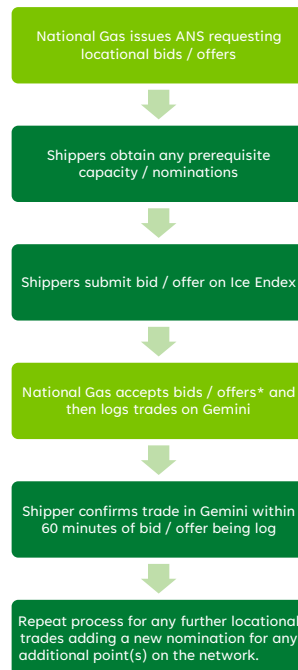 National Gas issues ANS requesting
locational bids / offers
Shippers obtain any prerequisite
capacity / nominations
Shippers submit bid / offer on Ice Endex
National Gas accepts bids / offers* and
then logs trades on Gemini
Shipper confirms trade in Gemini within
60 minutes of bid / offer being log
Repeat process for any further locational
trades adding a new nomination for any
additional point(s) on the network.